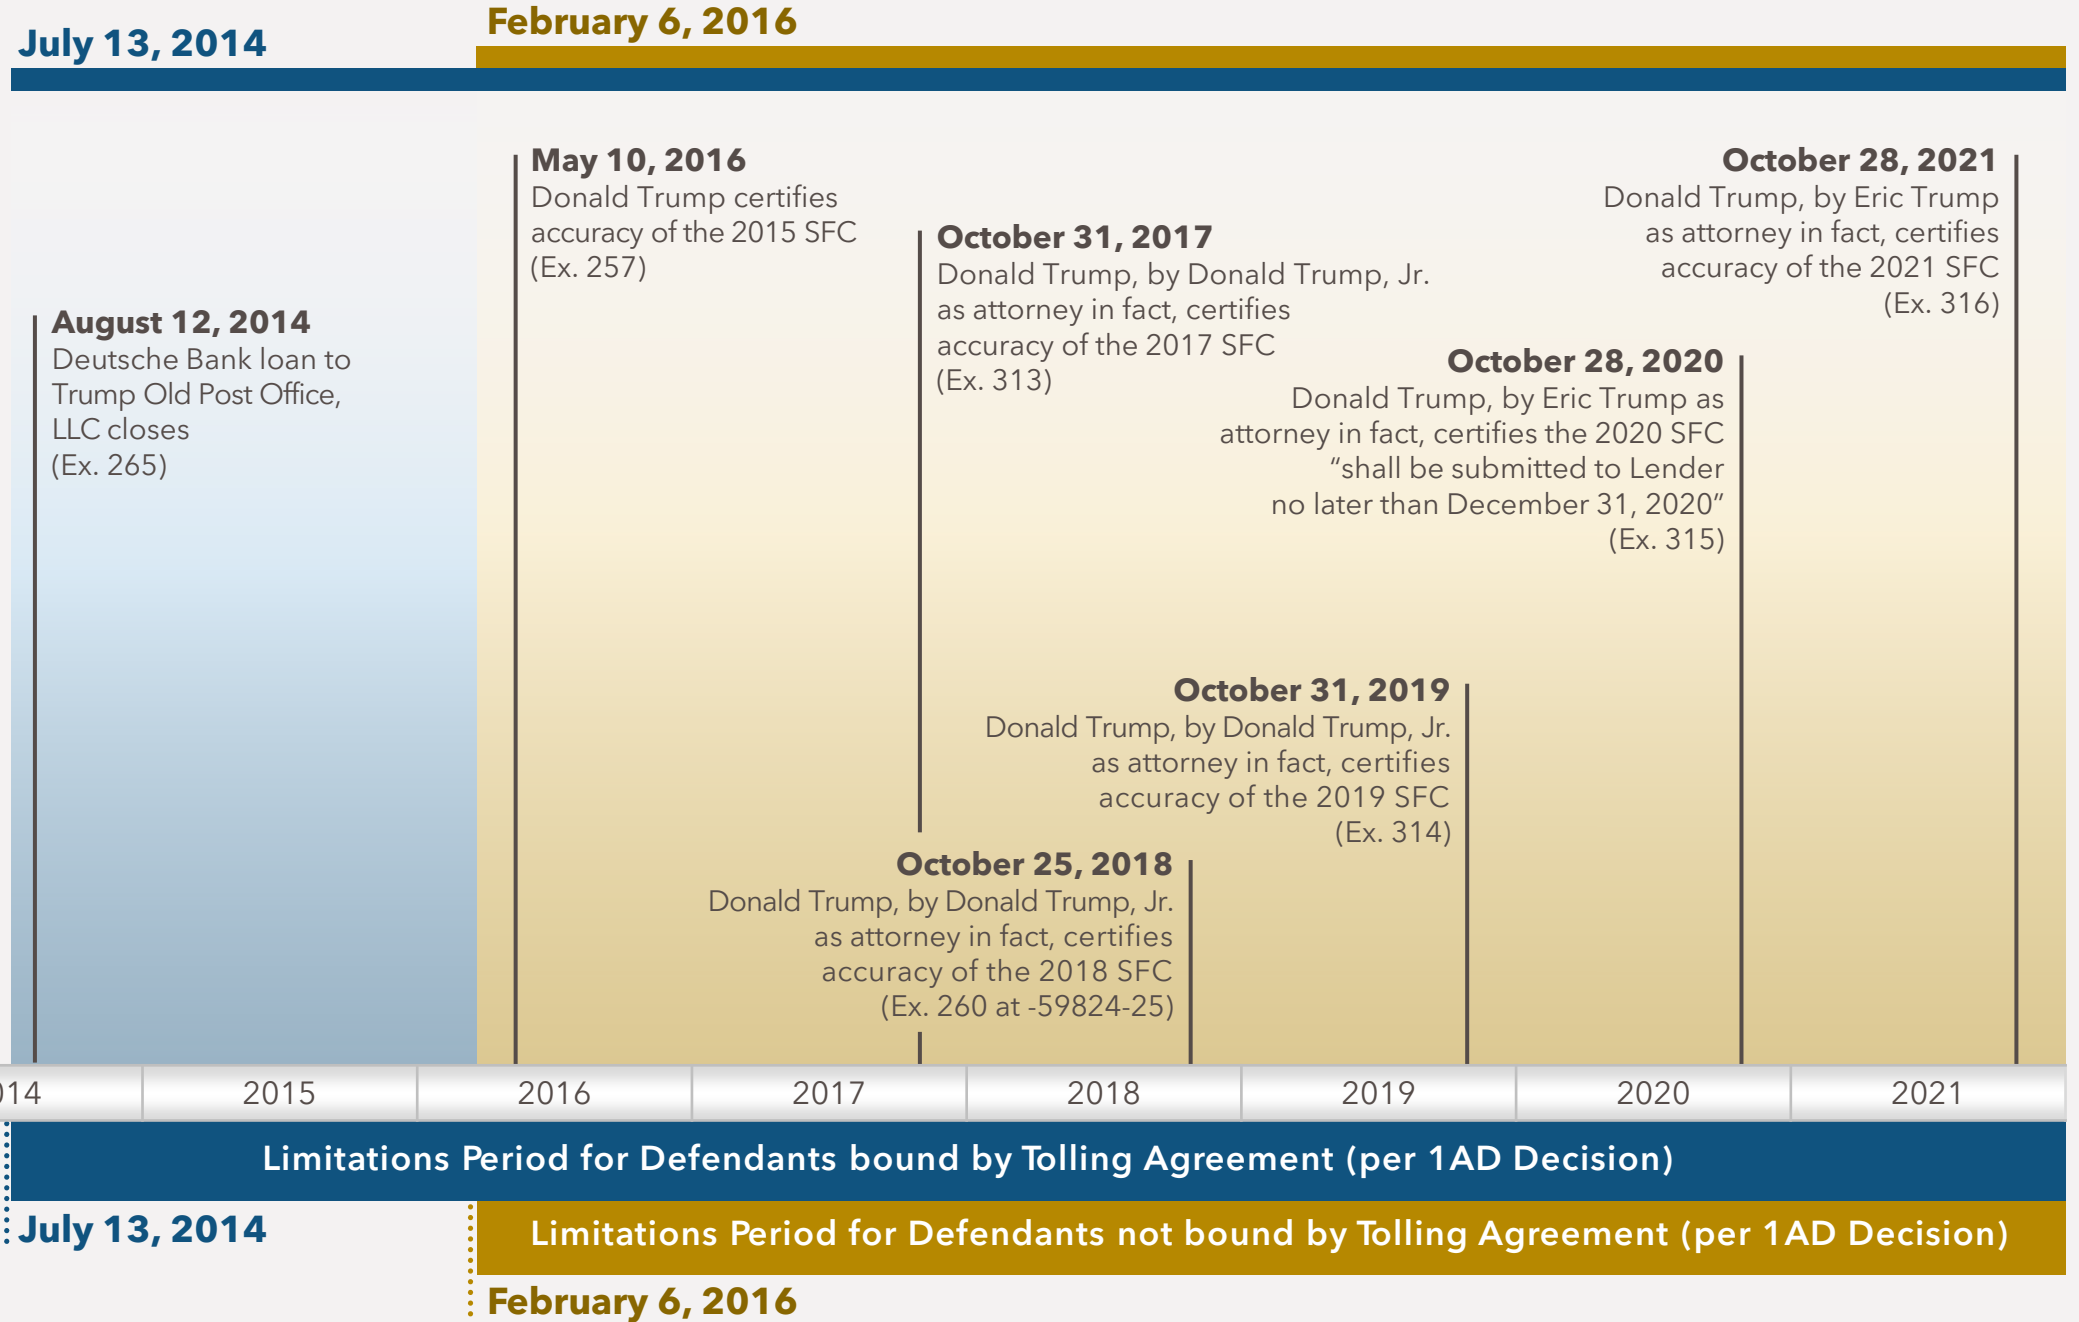 July 13, 2014
February 6, 2016
May 10, 2016
Donald Trump certifies
accuracy of the 2015 SFC
(Ex. 257)
October 28, 2021
Donald Trump, by Eric Trump
as attorney in fact, certifies
accuracy of the 2021 SFC
(Ex. 316)
October 31, 2017
Donald Trump, by Donald Trump, Jr.
as attorney in fact, certifies
accuracy of the 2017 SFC
(Ex. 313)
August 12, 2014
Deutsche Bank loan to
Trump Old Post Office,
LLC closes
(Ex. 265)
October 28, 2020
Donald Trump, by Eric Trump as
attorney in fact, certifies the 2020 SFC
“shall be submitted to Lender
no later than December 31, 2020”
(Ex. 315)
October 31, 2019
Donald Trump, by Donald Trump, Jr.
as attorney in fact, certifies
accuracy of the 2019 SFC
(Ex. 314)
October 25, 2018
Donald Trump, by Donald Trump, Jr.
as attorney in fact, certifies
accuracy of the 2018 SFC
(Ex. 260 at -59824-25)
14 2015 2016 2017 2018 2019 2020 2021
Limitations Period for Defendants bound by Tolling Agreement (per 1AD Decision)
July 13, 2014
Limitations Period for Defendants not bound by Tolling Agreement (per 1AD Decision)
February 6, 2016